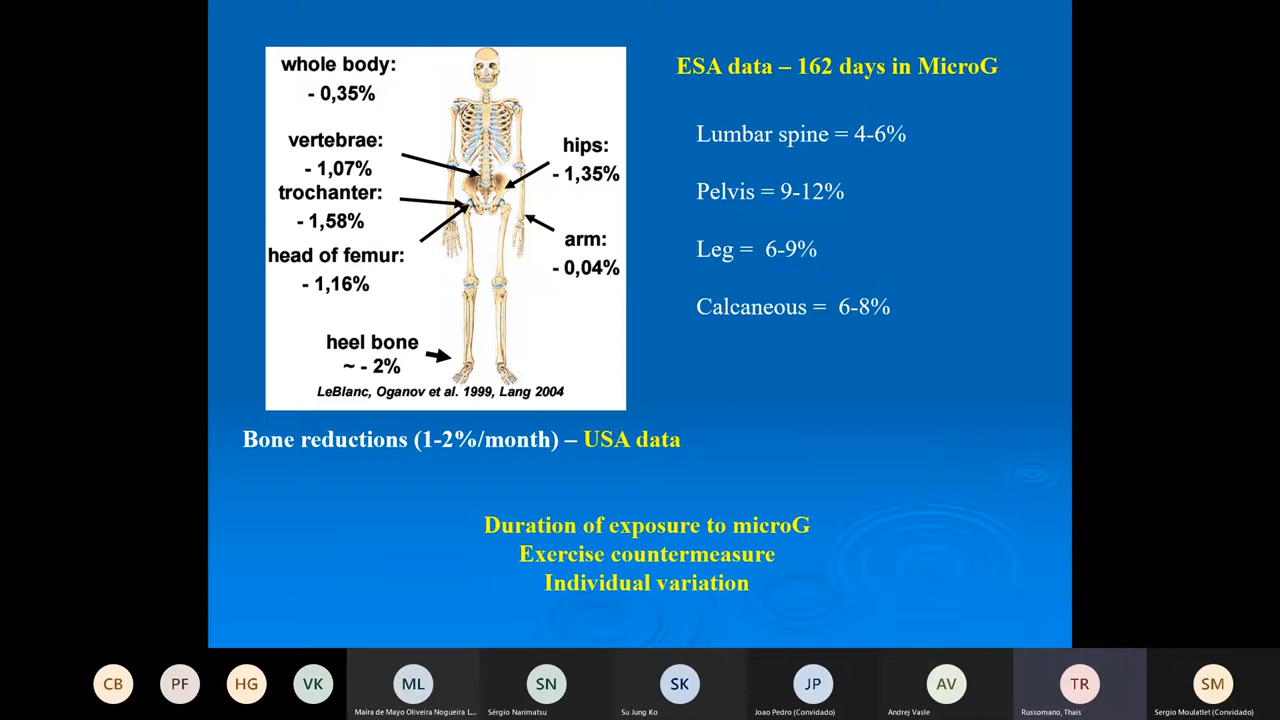 whole body:
- 0,35%
vertebrae:
- 1,07%
trochanter:
- 1,58%
head of femur:
- 1,16%
heel bone
~ - 2%
hips:
- 1,35%
arm:
- 0,04%
LeBlanc, Oganov et al. 1999, Lang 2004
ESA data – 162 days in MicroG
Lumbar spine = 4-6%
Pelvis = 9-12%
Leg = 6-9%
Calcaneous = 6-8%
Bone reductions (1-2%/month) – USA data
Duration of exposure to microG
Exercise countermeasure
Individual variation
CB
PF
HG
VK
ML
Maira de Mayo Oliveira Nogueira L...
SN
Sérgio Narimatsu
SK
Su Jung Ko
JP
Joao Pedro (Convidado)
AV
Andrej Vasle
TR
Russomano, Thais
SM
Sergio Moulatlet (Convidado)